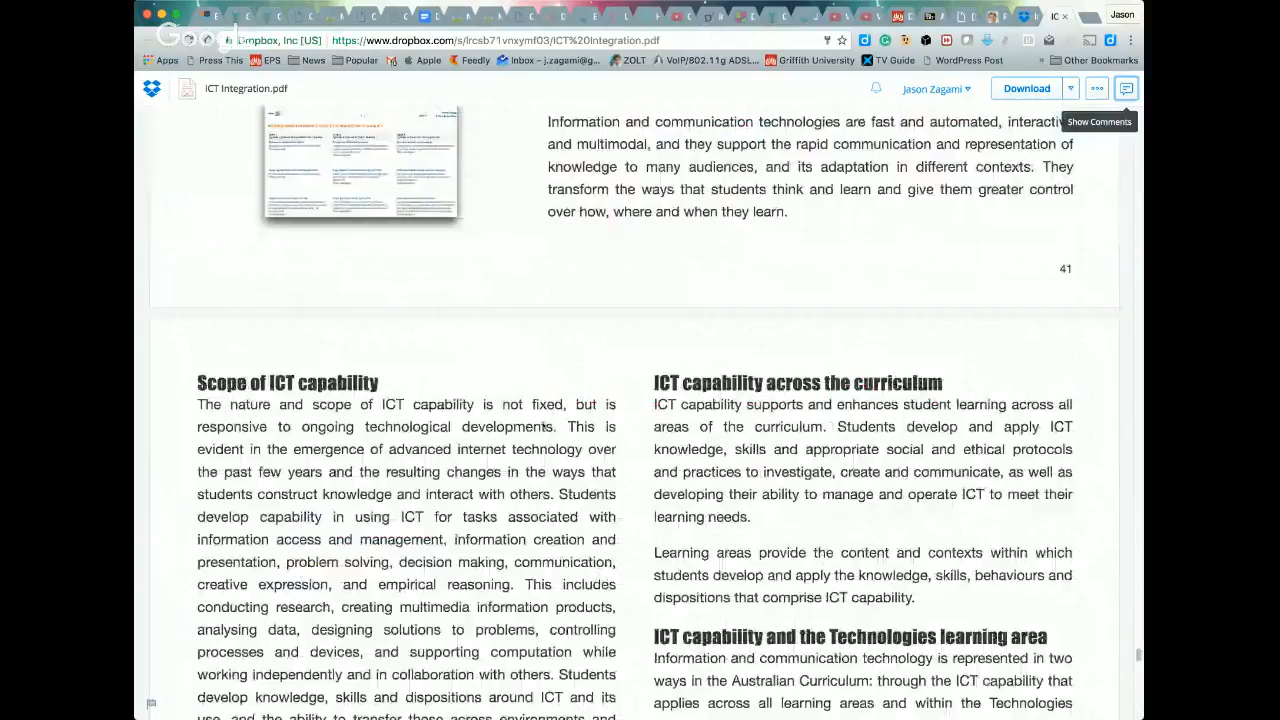 Jason
Dropbox, Inc [US] https://www.dropbox.com/s/lrcsb71vnxymf03/ICT%20Integration.pdf
Apps Press This EPS News Popular Apple Feedly Inbox – j.zagami@... ZOLT VoIP/802.11g ADSL... Griffith University TV Guide WordPress Post Other Bookmarks
ICT Integration.pdf Jason Zagami Download
Show Comments
Information and communication technologies are fast and automated, interactive
and multimodal, and they support the rapid communication and representation of
knowledge to many audiences, and its adaptation in different contexts. They
transform the ways that students think and learn and give them greater control
over how, where and when they learn.
41
Scope of ICT capability
The nature and scope of ICT capability is not fixed, but is
responsive to ongoing technological developments. This is
evident in the emergence of advanced internet technology over
the past few years and the resulting changes in the ways that
students construct knowledge and interact with others. Students
develop capability in using ICT for tasks associated with
information access and management, information creation and
presentation, problem solving, decision making, communication,
creative expression, and empirical reasoning. This includes
conducting research, creating multimedia information products,
analysing data, designing solutions to problems, controlling
processes and devices, and supporting computation while
working independently and in collaboration with others. Students
develop knowledge, skills and dispositions around ICT and its
use, and the ability to transfer these across environments and
ICT capability across the curriculum
ICT capability supports and enhances student learning across all
areas of the curriculum. Students develop and apply ICT
knowledge, skills and appropriate social and ethical protocols
and practices to investigate, create and communicate, as well as
developing their ability to manage and operate ICT to meet their
learning needs.
Learning areas provide the content and contexts within which
students develop and apply the knowledge, skills, behaviours and
dispositions that comprise ICT capability.
ICT capability and the Technologies learning area
Information and communication technology is represented in two
ways in the Australian Curriculum: through the ICT capability that
applies across all learning areas and within the Technologies